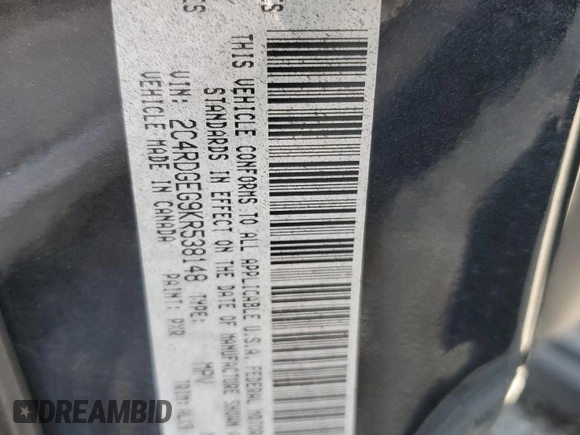 THIS VEHICLE CONFORMS TO ALL APPLICABLE U.S.A. FEDERAL MOTOR
STANDARDS IN EFFECT ON THE DATE OF MANUFACTURE SHOWN
VIN: 2C4RDGEG9KR538148 TYPE: MPV
VEHICLE MADE IN CANADA PAINT: PXR TRIM:
DREAMBID